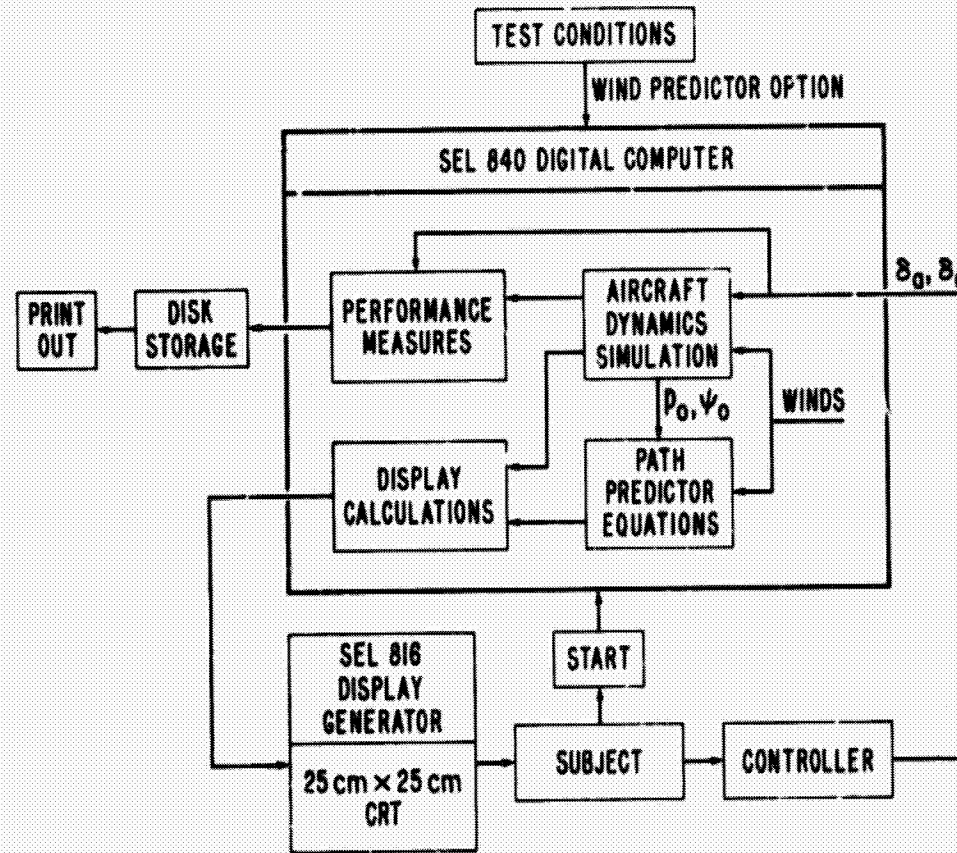 TEST CONDITIONS
WIND PREDICTOR OPTION
SEL 840 DIGITAL COMPUTER
δa, δ
PRINT
OUT
DISK
STORAGE
PERFORMANCE
MEASURES
AIRCRAFT
DYNAMICS
SIMULATION
p₀, ψ₀
WINDS
DISPLAY
CALCULATIONS
PATH
PREDICTOR
EQUATIONS
START
SEL 816
DISPLAY
GENERATOR
25 cm × 25 cm
CRT
SUBJECT
CONTROLLER